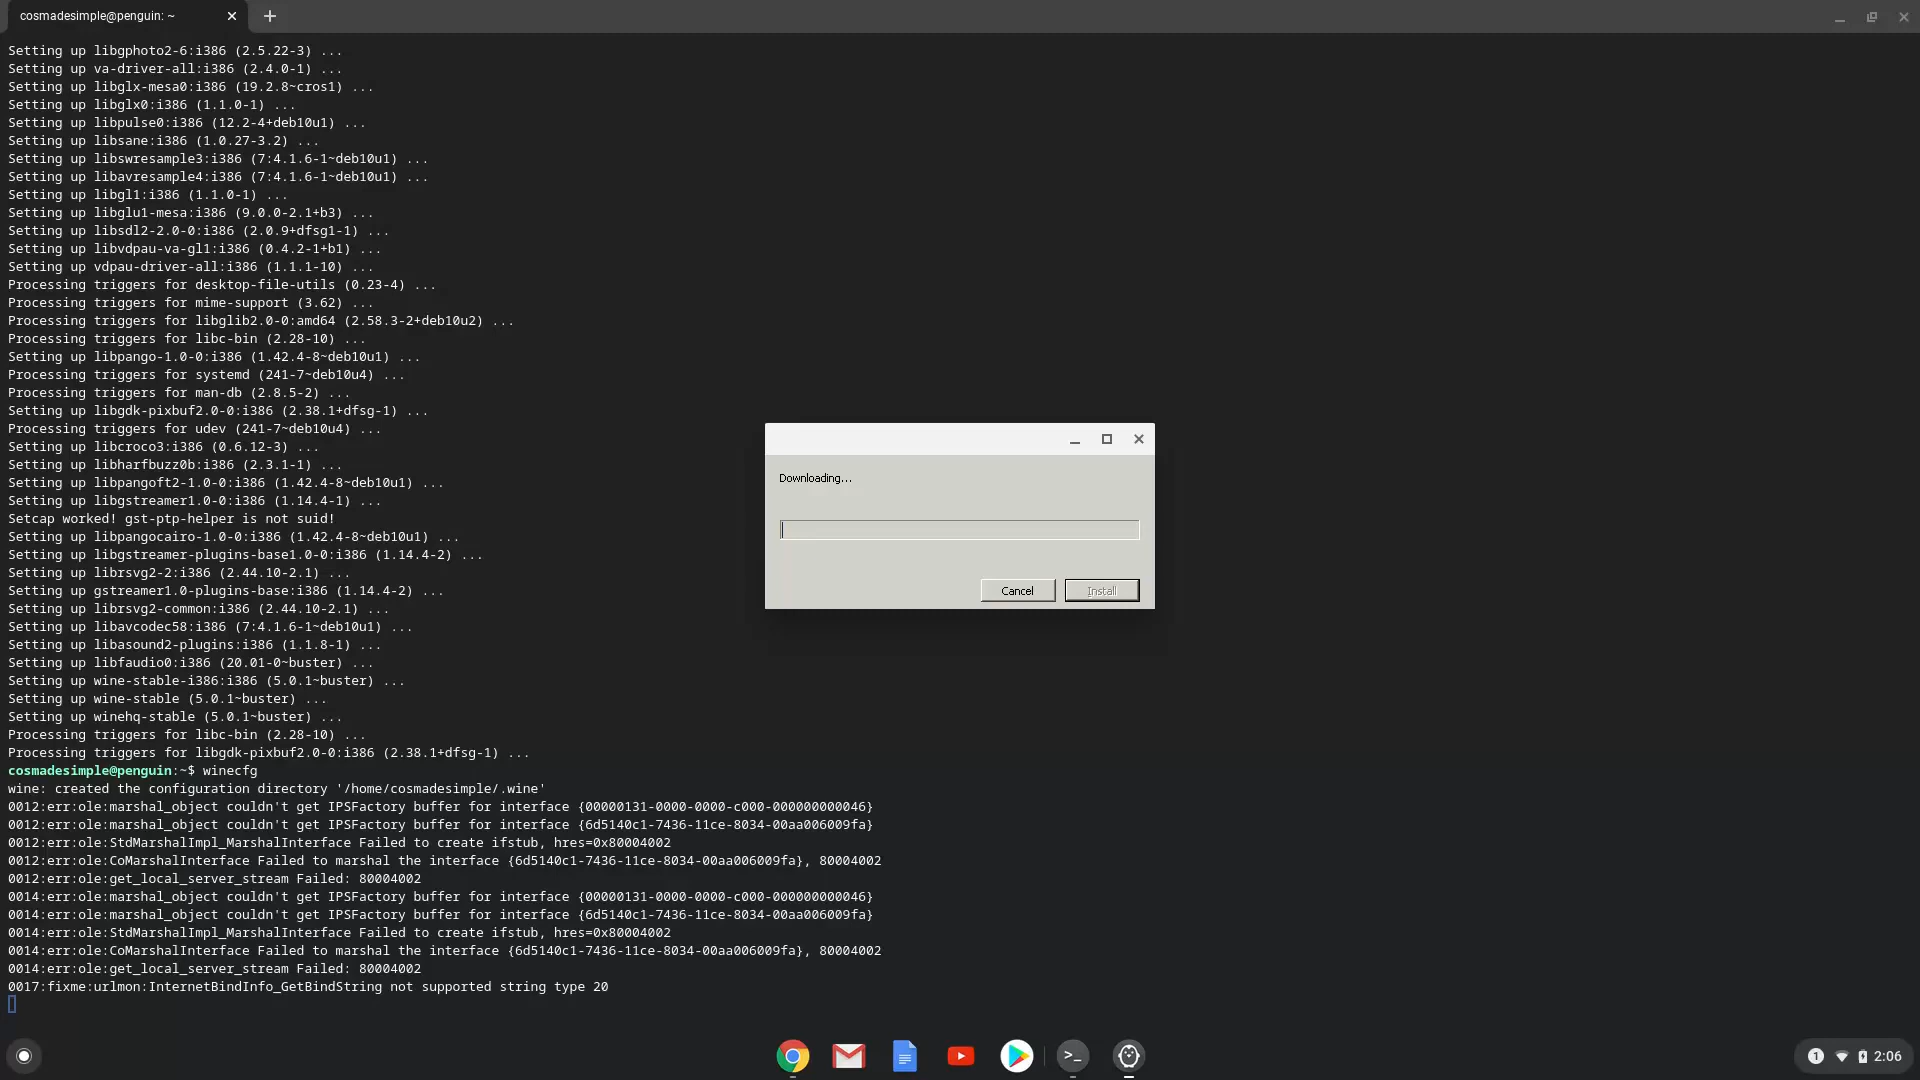 cosmadesimple@penguin: ~
Setting up libgphoto2-6:i386 (2.5.22-3) ...
Setting up va-driver-all:i386 (2.4.0-1) ...
Setting up libglx-mesa0:i386 (19.2.8~cros1) ...
Setting up libglx0:i386 (1.1.0-1) ...
Setting up libpulse0:i386 (12.2-4+deb10u1) ...
Setting up libsane:i386 (1.0.27-3.2) ...
Setting up libswresample3:i386 (7:4.1.6-1~deb10u1) ...
Setting up libavresample4:i386 (7:4.1.6-1~deb10u1) ...
Setting up libgl1:i386 (1.1.0-1) ...
Setting up libglu1-mesa:i386 (9.0.0-2.1+b3) ...
Setting up libsdl2-2.0-0:i386 (2.0.9+dfsg1-1) ...
Setting up libvdpau-va-gl1:i386 (0.4.2-1+b1) ...
Setting up vdpau-driver-all:i386 (1.1.1-10) ...
Processing triggers for desktop-file-utils (0.23-4) ...
Processing triggers for mime-support (3.62) ...
Processing triggers for libglib2.0-0:amd64 (2.58.3-2+deb10u2) ...
Processing triggers for libc-bin (2.28-10) ...
Setting up libpango-1.0-0:i386 (1.42.4-8~deb10u1) ...
Processing triggers for systemd (241-7~deb10u4) ...
Processing triggers for man-db (2.8.5-2) ...
Setting up libgdk-pixbuf2.0-0:i386 (2.38.1+dfsg-1) ...
Processing triggers for udev (241-7~deb10u4) ...
Setting up libcroco3:i386 (0.6.12-3) ...
Setting up libharfbuzz0b:i386 (2.3.1-1) ...
Setting up libpangoft2-1.0-0:i386 (1.42.4-8~deb10u1) ...
Setting up libgstreamer1.0-0:i386 (1.14.4-1) ...
Setcap worked! gst-ptp-helper is not suid!
Setting up libpangocairo-1.0-0:i386 (1.42.4-8~deb10u1) ...
Setting up libgstreamer-plugins-base1.0-0:i386 (1.14.4-2) ...
Setting up librsvg2-2:i386 (2.44.10-2.1) ...
Setting up gstreamer1.0-plugins-base:i386 (1.14.4-2) ...
Setting up librsvg2-common:i386 (2.44.10-2.1) ...
Setting up libavcodec58:i386 (7:4.1.6-1~deb10u1) ...
Setting up libasound2-plugins:i386 (1.1.8-1) ...
Setting up libfaudio0:i386 (20.01-0~buster) ...
Setting up wine-stable-i386:i386 (5.0.1~buster) ...
Setting up wine-stable (5.0.1~buster) ...
Setting up winehq-stable (5.0.1~buster) ...
Processing triggers for libc-bin (2.28-10) ...
Processing triggers for libgdk-pixbuf2.0-0:i386 (2.38.1+dfsg-1) ...
cosmadesimple@penguin:~$ winecfg
wine: created the configuration directory '/home/cosmadesimple/.wine'
0012:err:ole:marshal_object couldn't get IPSFactory buffer for interface {00000131-0000-0000-c000-000000000046}
0012:err:ole:marshal_object couldn't get IPSFactory buffer for interface {6d5140c1-7436-11ce-8034-00aa006009fa}
0012:err:ole:StdMarshalImpl_MarshalInterface Failed to create ifstub, hres=0x80004002
0012:err:ole:CoMarshalInterface Failed to marshal the interface {6d5140c1-7436-11ce-8034-00aa006009fa}, 80004002
0012:err:ole:get_local_server_stream Failed: 80004002
0014:err:ole:marshal_object couldn't get IPSFactory buffer for interface {00000131-0000-0000-c000-000000000046}
0014:err:ole:marshal_object couldn't get IPSFactory buffer for interface {6d5140c1-7436-11ce-8034-00aa006009fa}
0014:err:ole:StdMarshalImpl_MarshalInterface Failed to create ifstub, hres=0x80004002
0014:err:ole:CoMarshalInterface Failed to marshal the interface {6d5140c1-7436-11ce-8034-00aa006009fa}, 80004002
0014:err:ole:get_local_server_stream Failed: 80004002
0017:fixme:urlmon:InternetBindInfo_GetBindString not supported string type 20
Downloading...
Cancel
Install
1
2:06